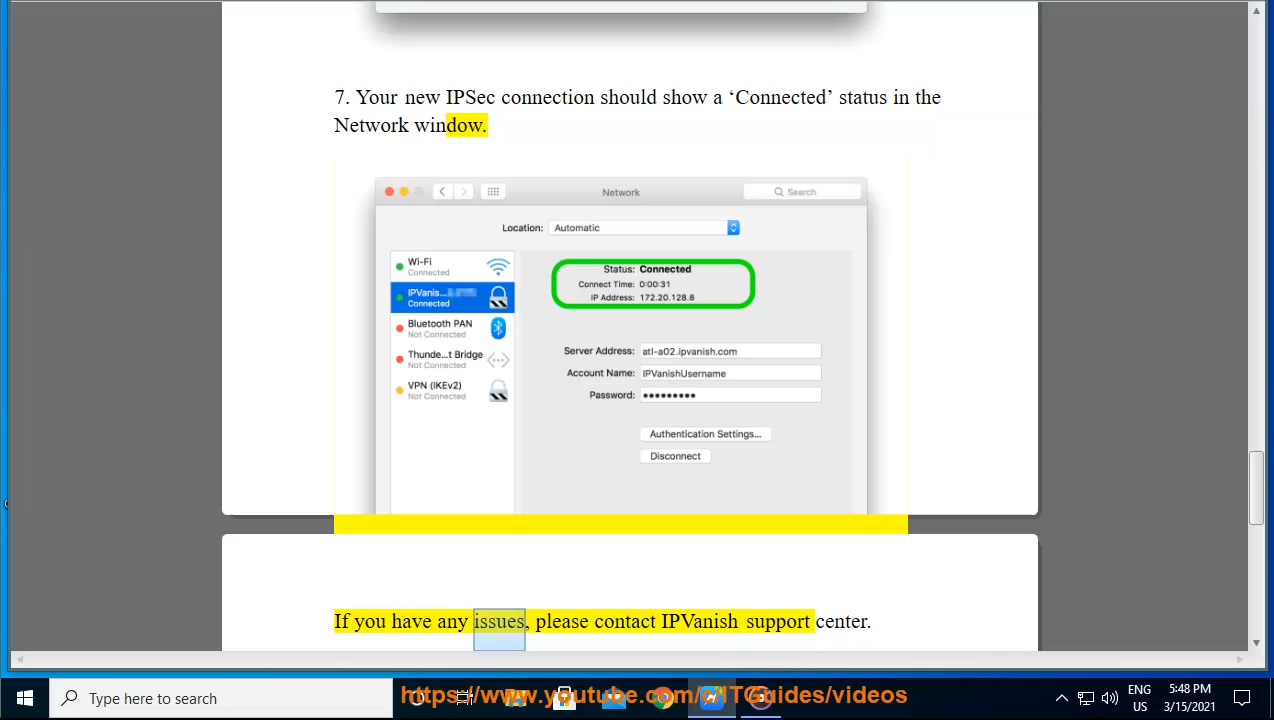 7. Your new IPSec connection should show a ‘Connected’ status in the
Network window.
Network
Search
Location:
Automatic
Wi-Fi
Connected
IPVanis...
Connected
Bluetooth PAN
Not Connected
Thunde...t Bridge
Not Connected
VPN (IKEv2)
Not Connected
Status: Connected
Connect Time: 0:00:31
IP Address: 172.20.128.8
Server Address: atl-a02.ipvanish.com
Account Name: IPVanishUsername
Password: •••••••••
Authentication Settings...
Disconnect
If you have any issues, please contact IPVanish support center.
Type here to search
https://www.youtube.com/c/ITGuides/videos
ENG
US
5:48 PM
3/15/2021